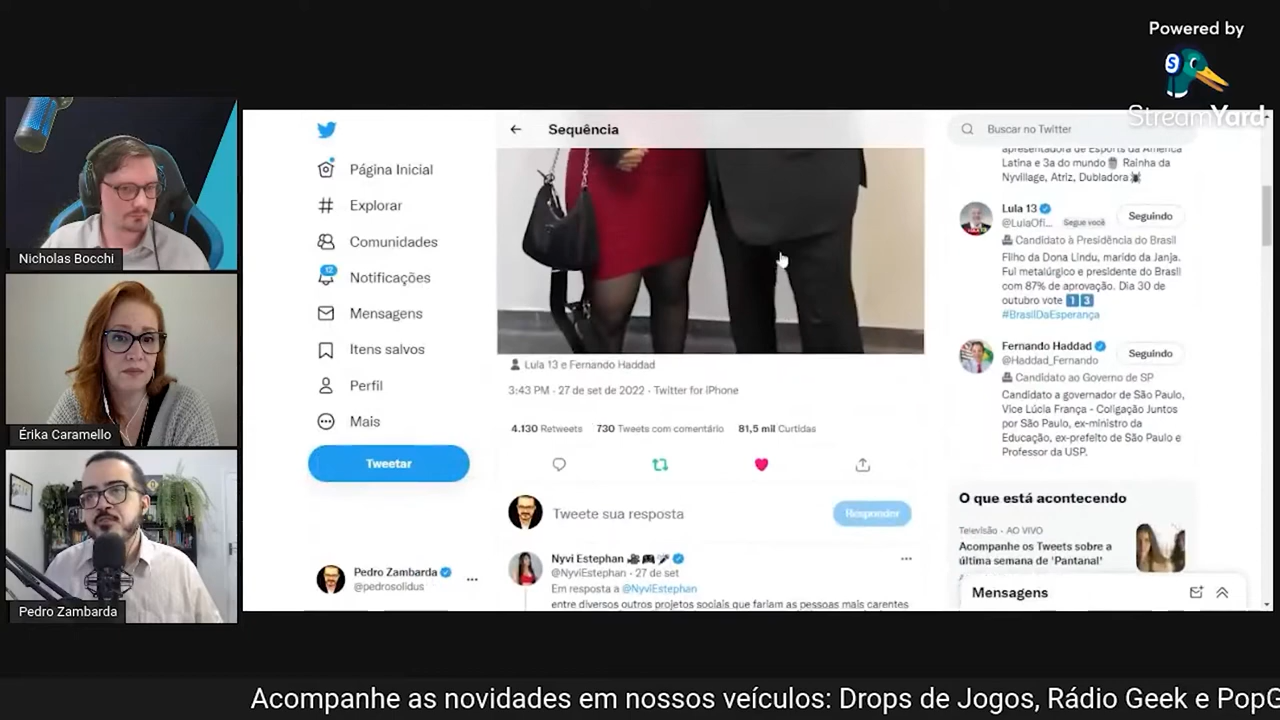 Powered by
StreamYard
Nicholas Bocchi
Érika Caramello
Pedro Zambarda
Página Inicial
Explorar
Comunidades
12
Notificações
Mensagens
Itens salvos
Perfil
Mais
Tweetar
Pedro Zambarda
@pedrosolidus
Sequência
Lula 13 e Fernando Haddad
3:43 PM · 27 de set de 2022 · Twitter for iPhone
4.130 Retweets 730 Tweets com comentário 81,5 mil Curtidas
Tweete sua resposta
Responder
Nyvi Estephan
@NyviEstephan · 27 de set
Em resposta a @NyviEstephan
entre diversos outros projetos sociais que fariam as pessoas mais carentes
Buscar no Twitter
apresentadora de Esports da América
Latina e 3a do mundo Rainha da
Nyvillage, Atriz, Dubladora
Lula 13
@LulaOfi... Segue você
Seguindo
Candidato à Presidência do Brasil
Filho da Dona Lindu, marido da Janja.
Fui metalúrgico e presidente do Brasil
com 87% de aprovação. Dia 30 de
outubro vote 1 3
#BrasilDaEsperança
Fernando Haddad
@Haddad_Fernando
Seguindo
Candidato ao Governo de SP
Candidato a governador de São Paulo,
Vice Lúcia França - Coligação Juntos
por São Paulo, ex-ministro da
Educação, ex-prefeito de São Paulo e
Professor da USP.
O que está acontecendo
Televisão · AO VIVO
Acompanhe os Tweets sobre a
última semana de 'Pantanal'
Mensagens
Acompanhe as novidades em nossos veículos: Drops de Jogos, Rádio Geek e PopG